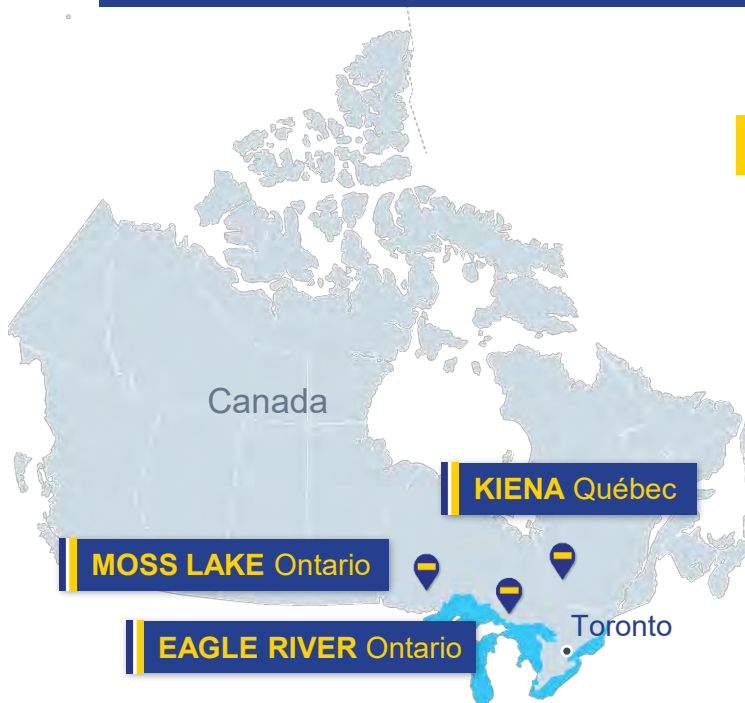 Canada
KIENA Québec
MOSS LAKE Ontario
Toronto
EAGLE RIVER Ontario